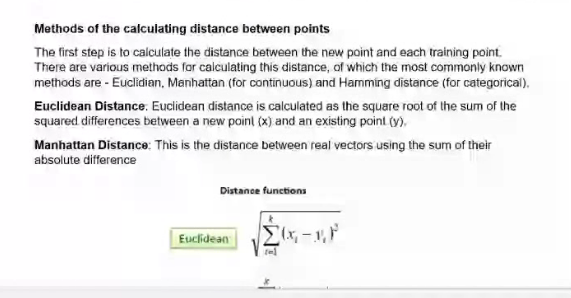 Methods of the calculating distance between points
The first step is to calculate the distance between the new point and each training point.
There are various methods for calculating this distance, of which the most commonly known
methods are - Euclidian, Manhattan (for continuous) and Hamming distance (for categorical).
Euclidean Distance: Euclidean distance is calculated as the square root of the sum of the
squared differences between a new point (x) and an existing point (y).
Manhattan Distance: This is the distance between real vectors using the sum of their
absolute difference
Distance functions
Euclidean √ k ∑ i=1 (xᵢ − yᵢ)²
k